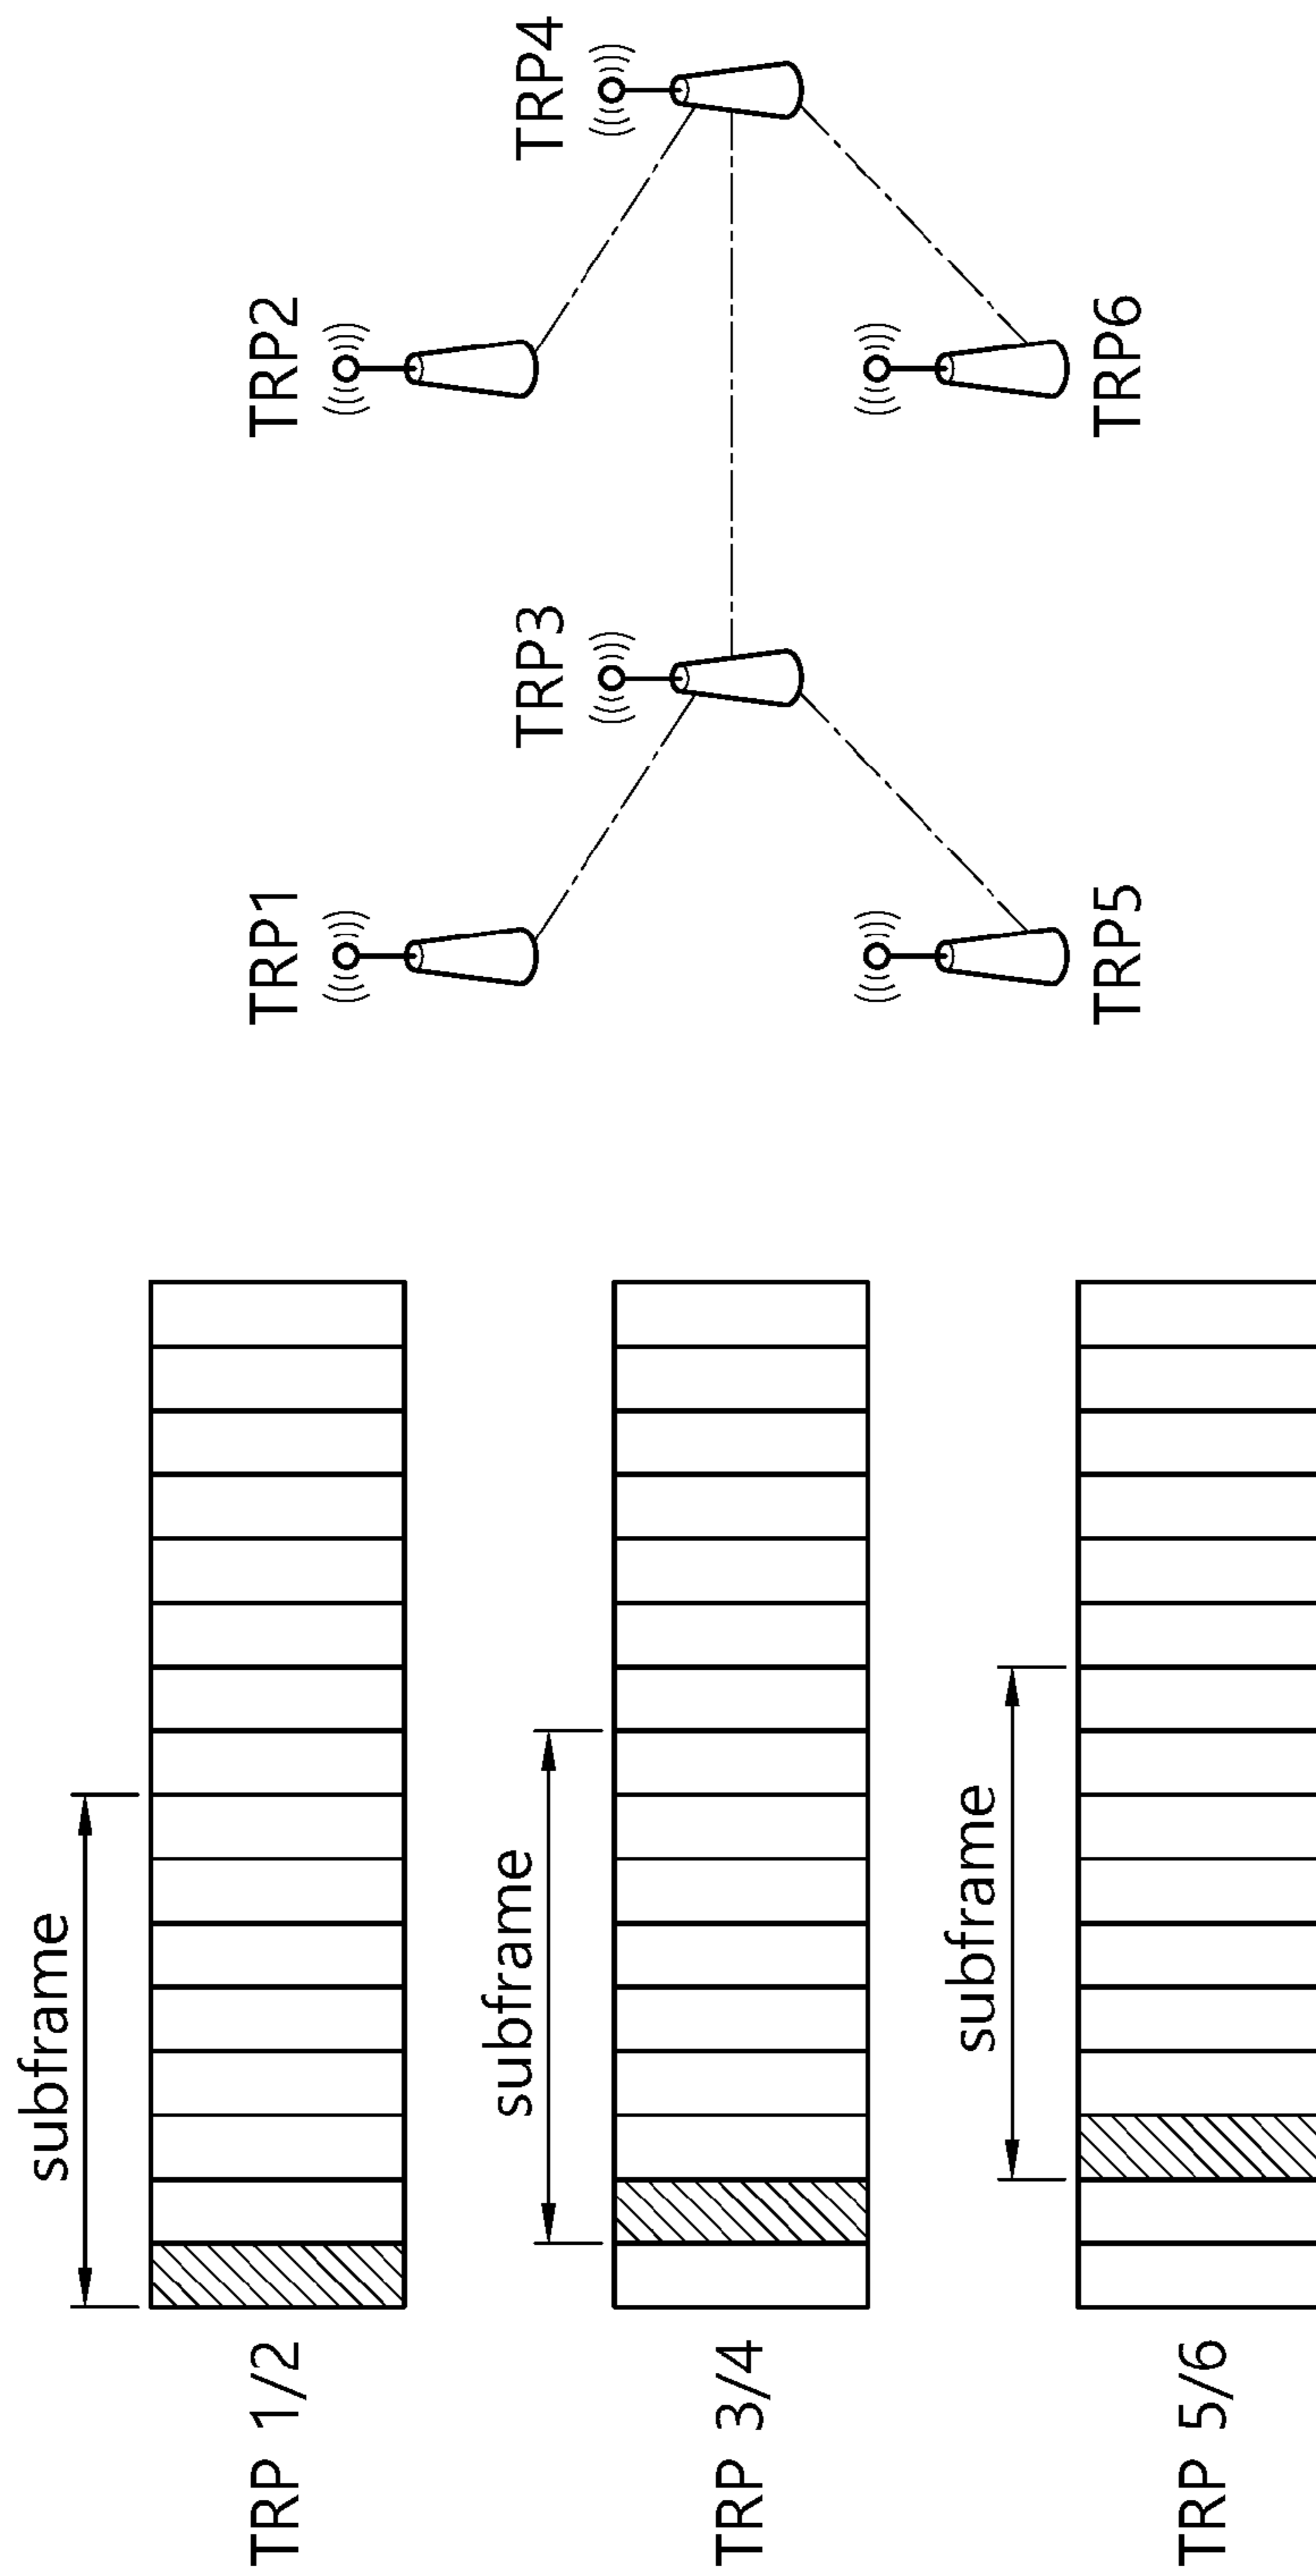 subframe
TRP 1/2
subframe
TRP 3/4
subframe
TRP 5/6
TRP1
TRP2
TRP3
TRP4
TRP5
TRP6